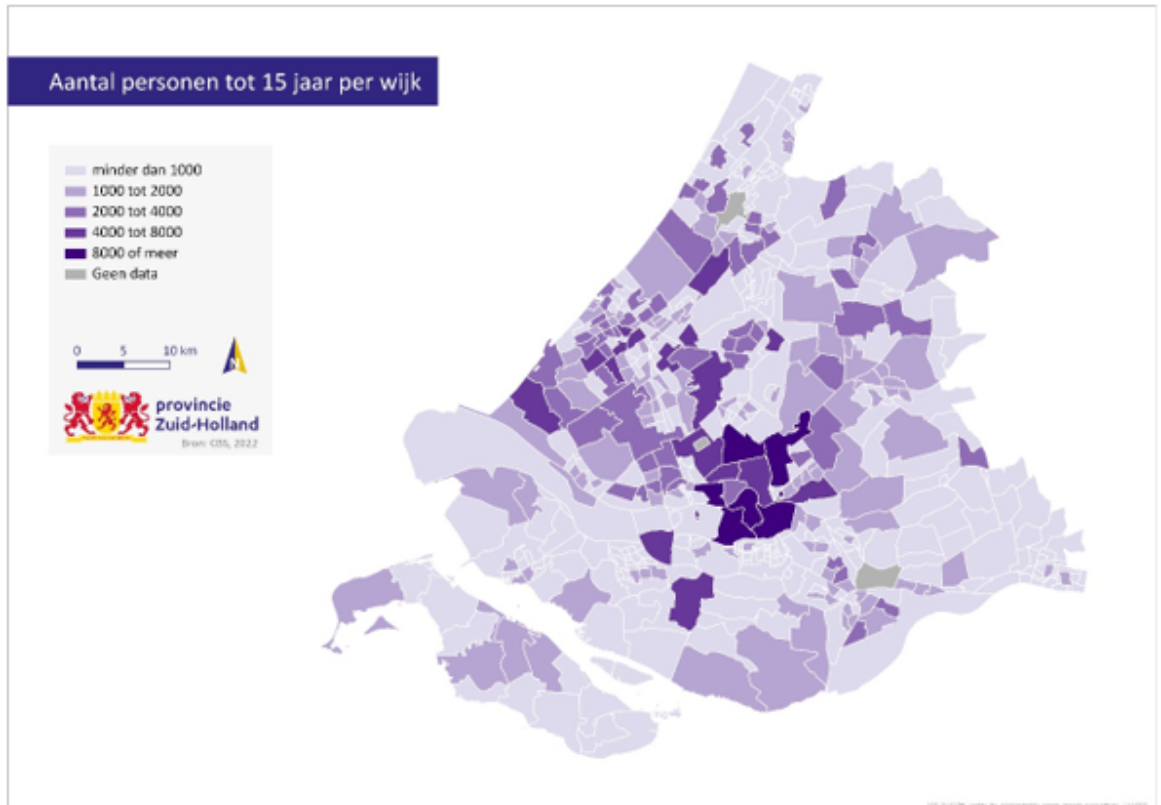 Aantal personen tot 15 jaar per wijk
minder dan 1000
1000 tot 2000
2000 tot 4000
4000 tot 8000
8000 of meer
Geen data
0 5 10 km
N
provincie
Zuid-Holland
Bron: CBS, 2022